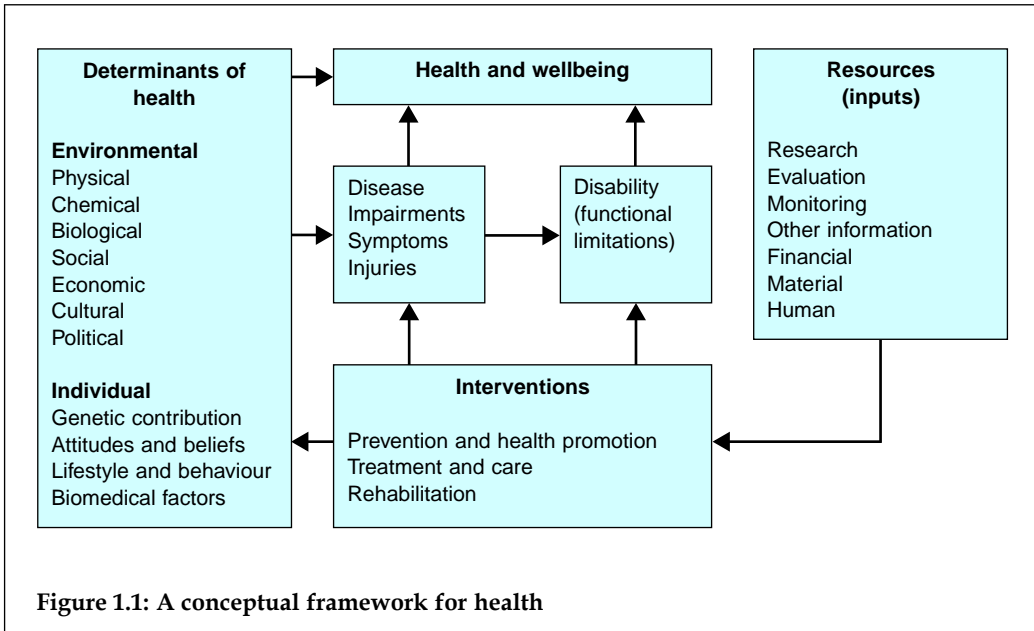 Determinants of
health
Environmental
Physical
Chemical
Biological
Social
Economic
Cultural
Political
Individual
Genetic contribution
Attitudes and beliefs
Lifestyle and behaviour
Biomedical factors
Health and wellbeing
Disease
Impairments
Symptoms
Injuries
Disability
(functional
limitations)
Interventions
Prevention and health promotion
Treatment and care
Rehabilitation
Resources
(inputs)
Research
Evaluation
Monitoring
Other information
Financial
Material
Human
Figure 1.1: A conceptual framework for health